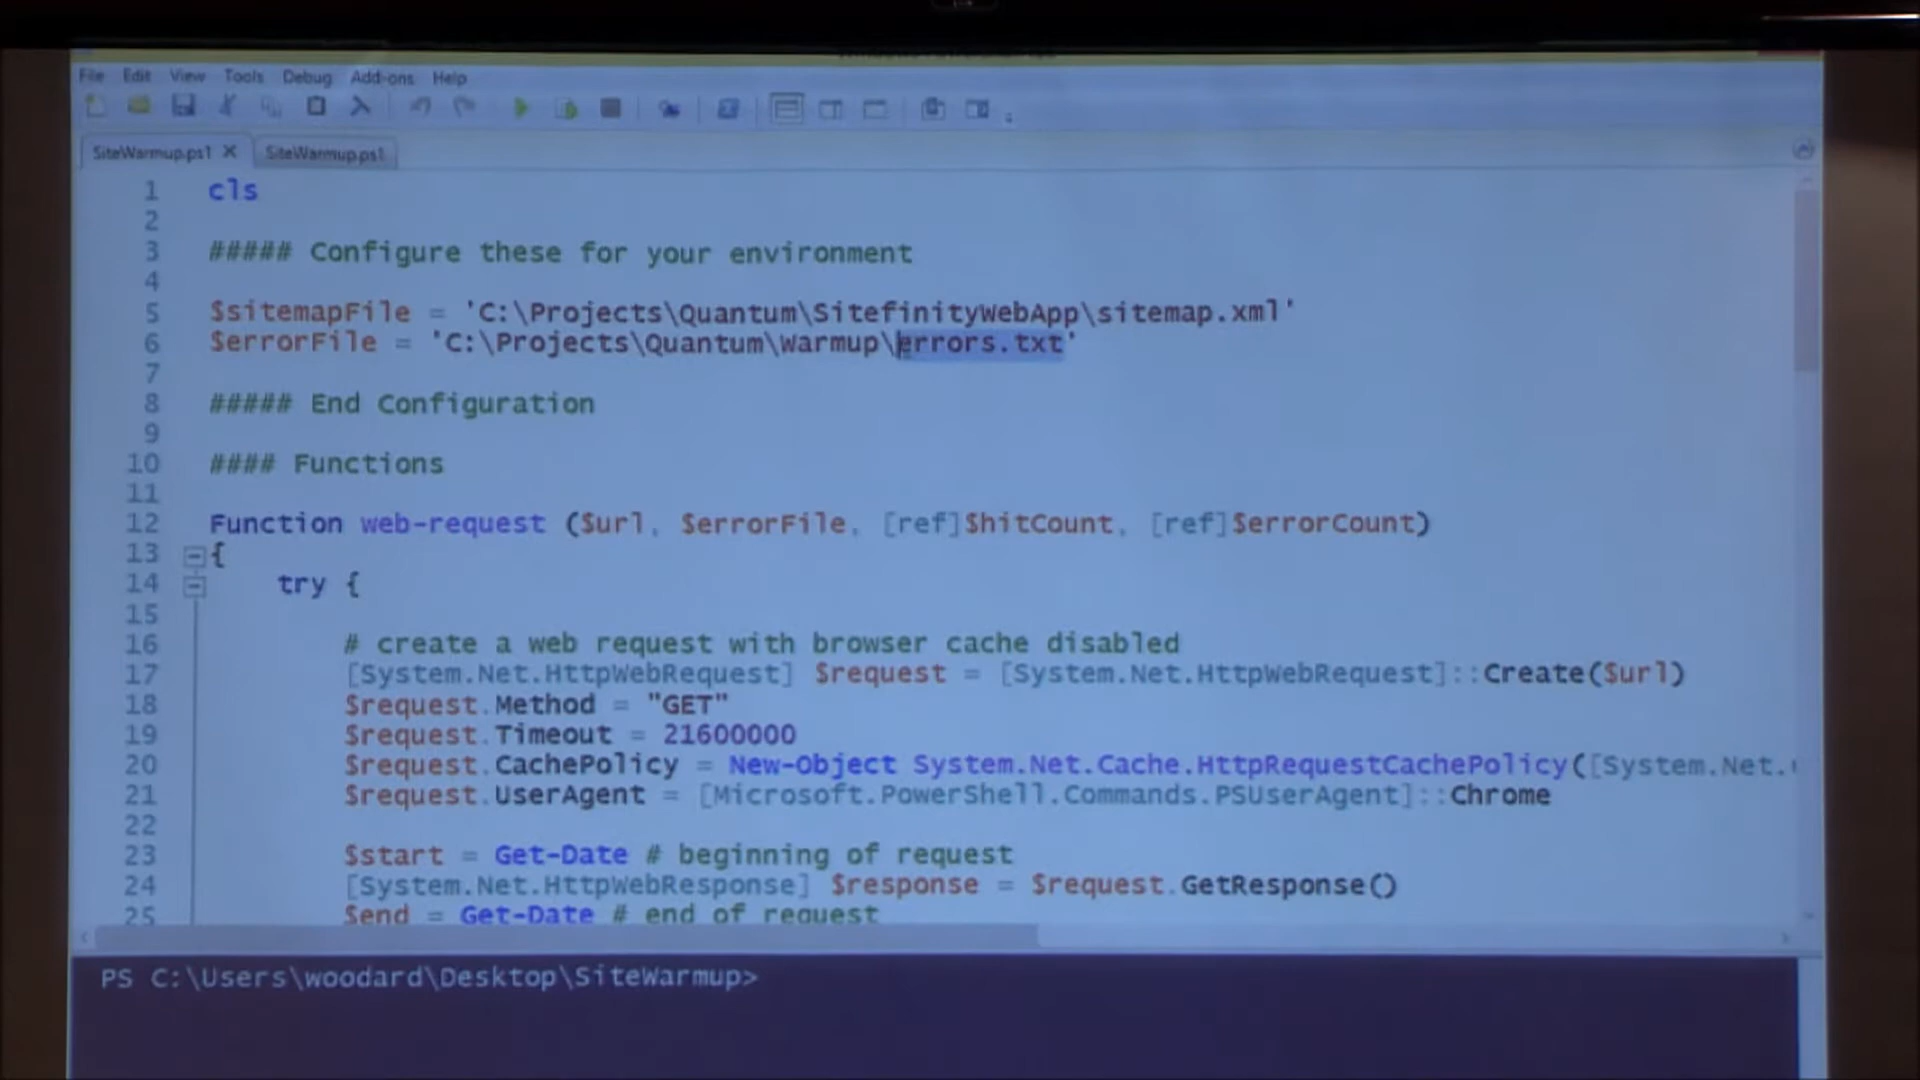 File Edit View Tools Debug Add-ons Help
SiteWarmup.ps1 X SiteWarmup.ps1
1 cls
2
3 ##### Configure these for your environment
4
5 $sitemapFile = 'C:\Projects\Quantum\SitefinityWebApp\sitemap.xml'
6 $errorFile = 'C:\Projects\Quantum\Warmup\errors.txt'
7
8 ##### End Configuration
9
10 #### Functions
11
12 Function web-request ($url, $errorFile, [ref]$hitCount, [ref]$errorCount)
13 {
14 try {
15
16 # create a web request with browser cache disabled
17 [System.Net.HttpWebRequest] $request = [System.Net.HttpWebRequest]::Create($url)
18 $request.Method = "GET"
19 $request.Timeout = 21600000
20 $request.CachePolicy = New-Object System.Net.Cache.HttpRequestCachePolicy([System.Net.
21 $request.UserAgent = [Microsoft.PowerShell.Commands.PSUserAgent]::Chrome
22
23 $start = Get-Date # beginning of request
24 [System.Net.HttpWebResponse] $response = $request.GetResponse()
25 $end = Get-Date # end of request
PS C:\Users\woodard\Desktop\SiteWarmup>